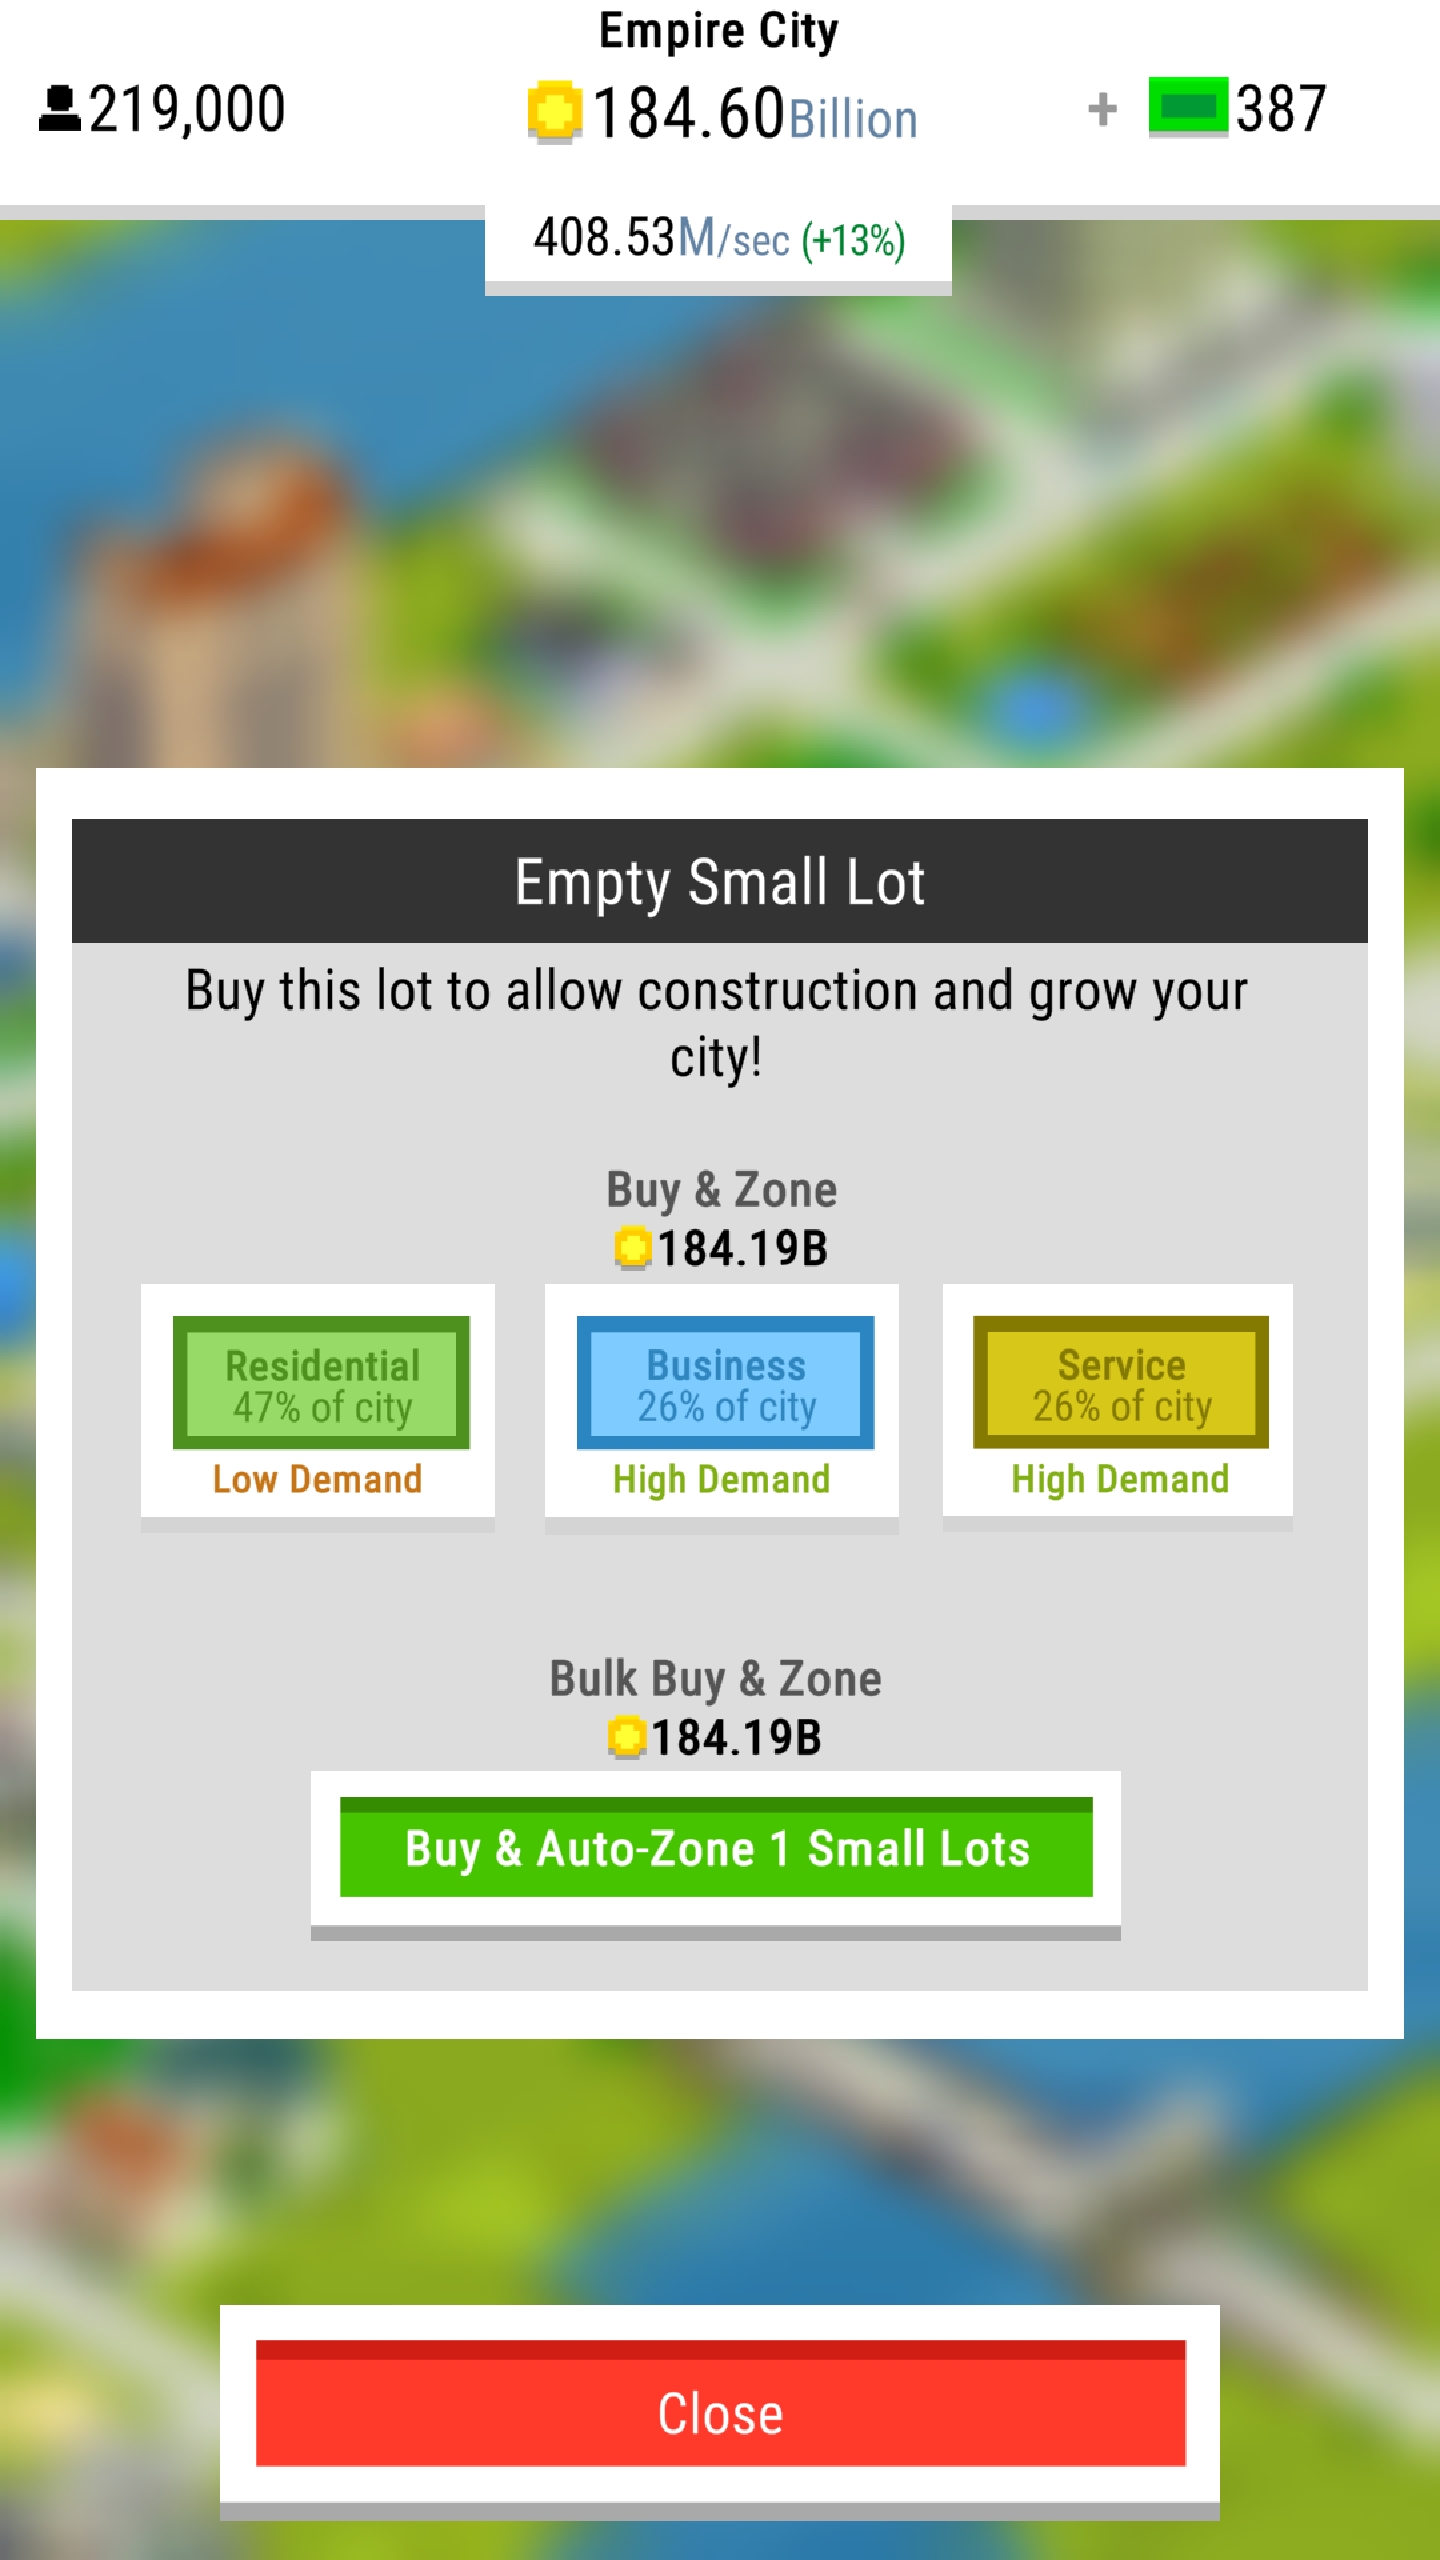 Empire City
219,000
184.60Billion
+ 387
408.53M/sec (+13%)
Empty Small Lot
Buy this lot to allow construction and grow your
city!
Buy & Zone
184.19B
Residential
47% of city
Low Demand
Business
26% of city
High Demand
Service
26% of city
High Demand
Bulk Buy & Zone
184.19B
Buy & Auto-Zone 1 Small Lots
Close